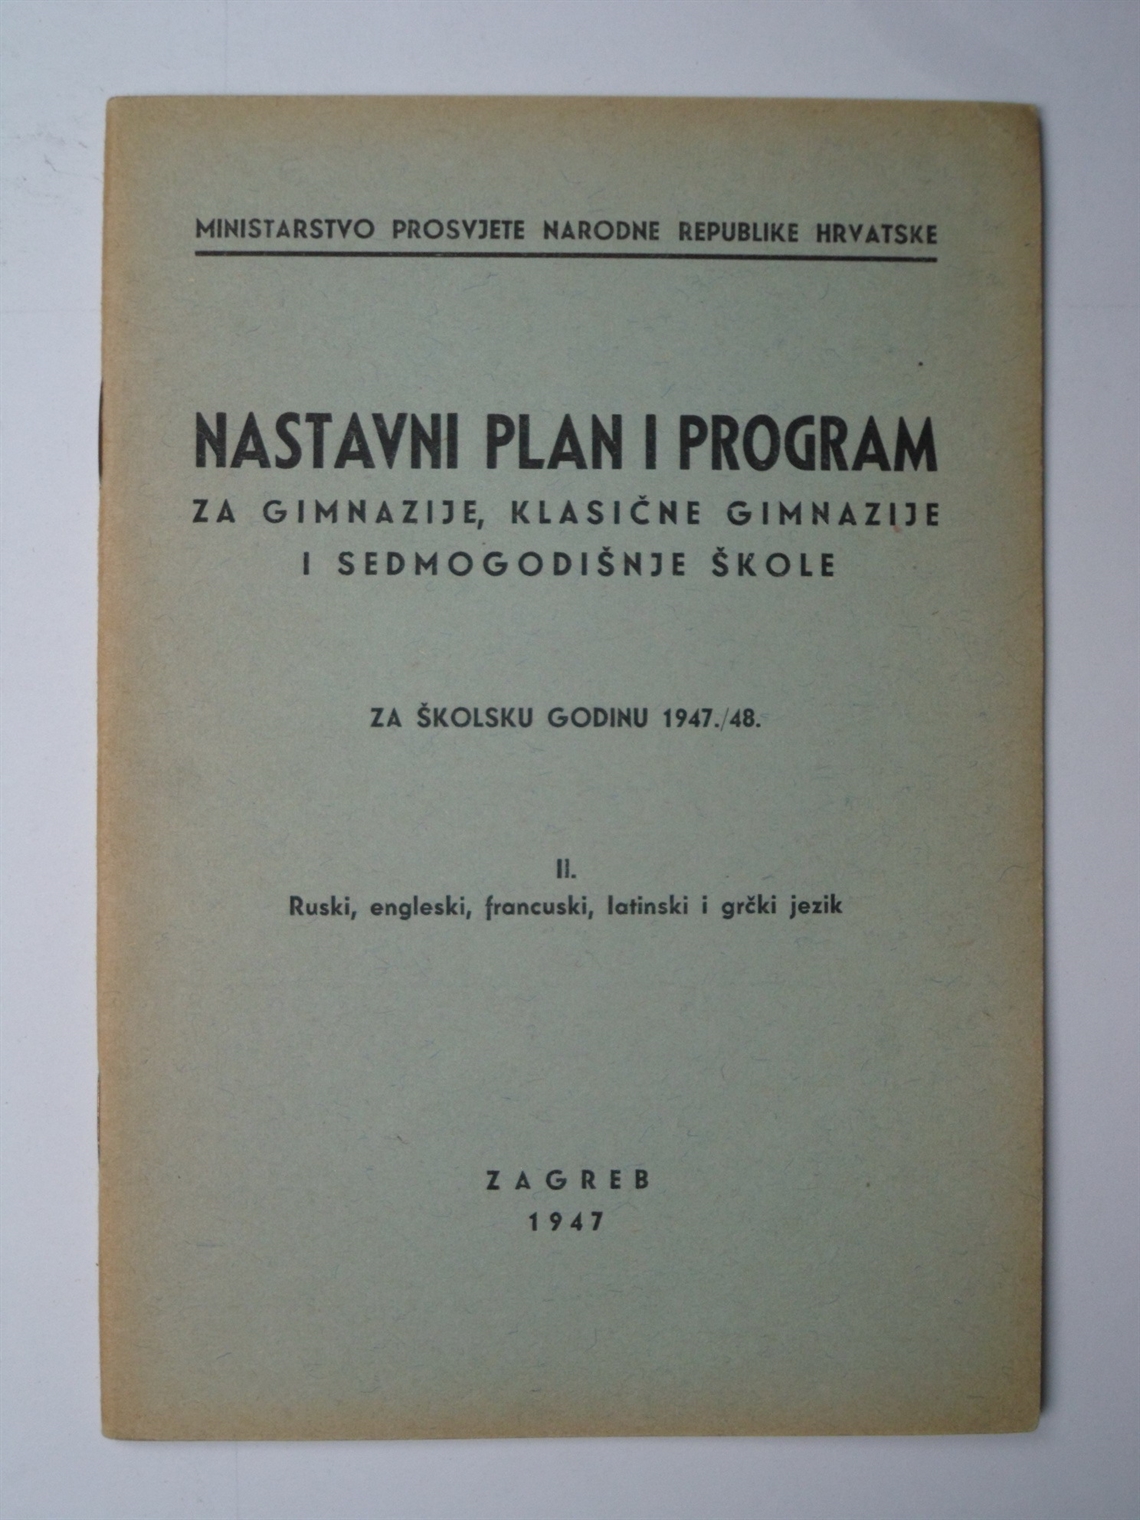 MINISTARSTVO PROSVJETE NARODNE REPUBLIKE HRVATSKE
NASTAVNI PLAN I PROGRAM
ZA GIMNAZIJE, KLASIČNE GIMNAZIJE
I SEDMOGODIŠNJE ŠKOLE
ZA ŠKOLSKU GODINU 1947./48.
II.
Ruski, engleski, francuski, latinski i grčki jezik
ZAGREB
1947